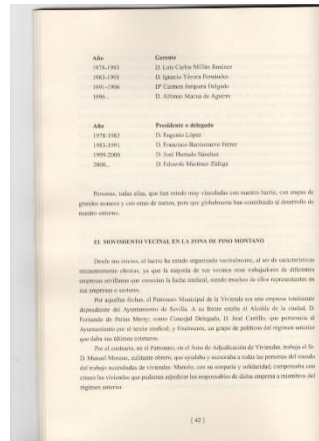 Año Gerente
1978-1983 D. Luis Carlos Millán Jiménez
1983-1991 D. Ignacio Yécora Fernández
1991-1996 Dª Carmen Junquera Delgado
1996... D. Alfonso Mazua de Aguirre
Año Presidente o delegado
1978-1983 D. Eugenio López
1983-1991 D. Francisco Barrionuevo Ferrer
1999-2000 D. José Hurtado Sánchez
2000... D. Eduardo Martínez Zúñiga
Personas, todas ellas, que han estado muy vinculadas con nuestro barrio, con etapas de
grandes avances y con otras de menos, pero que globalmente han contribuido al desarrollo de
nuestro entorno.
EL MOVIMIENTO VECINAL EN LA ZONA DE PINO MONTANO
Desde sus inicios, el barrio ha estado organizado vecinalmente, al ser de características
eminentemente obreras, ya que la mayoría de sus vecinos eran trabajadores de diferentes
empresas sevillanas que conocían la lucha sindical, siendo muchos de ellos representantes en
sus empresas o sectores.
Por aquellas fechas, el Patronato Municipal de la Vivienda era una empresa totalmente
dependiente del Ayuntamiento de Sevilla. A su frente estaba el Alcalde de la ciudad, D.
Fernando de Parias Merry; como Concejal Delegado, D. José Carrillo, que pertenecía al
Ayuntamiento por el tercio sindical; y finalmente, un grupo de políticos del régimen anterior
que daba sus últimos coletazos.
Por el contrario, en el Patronato, en el Área de Adjudicación de Viviendas, trabaja el Sr.
D. Manuel Moreno, militante obrero, que ayudaba y asesoraba a todas las personas del mundo
del trabajo necesitadas de viviendas. Manolo, con su simpatía y solidaridad, compensaba con
creces las viviendas que pudieran adjudicar los responsables de dicha empresa a miembros del
régimen anterior.
[ 42 ]